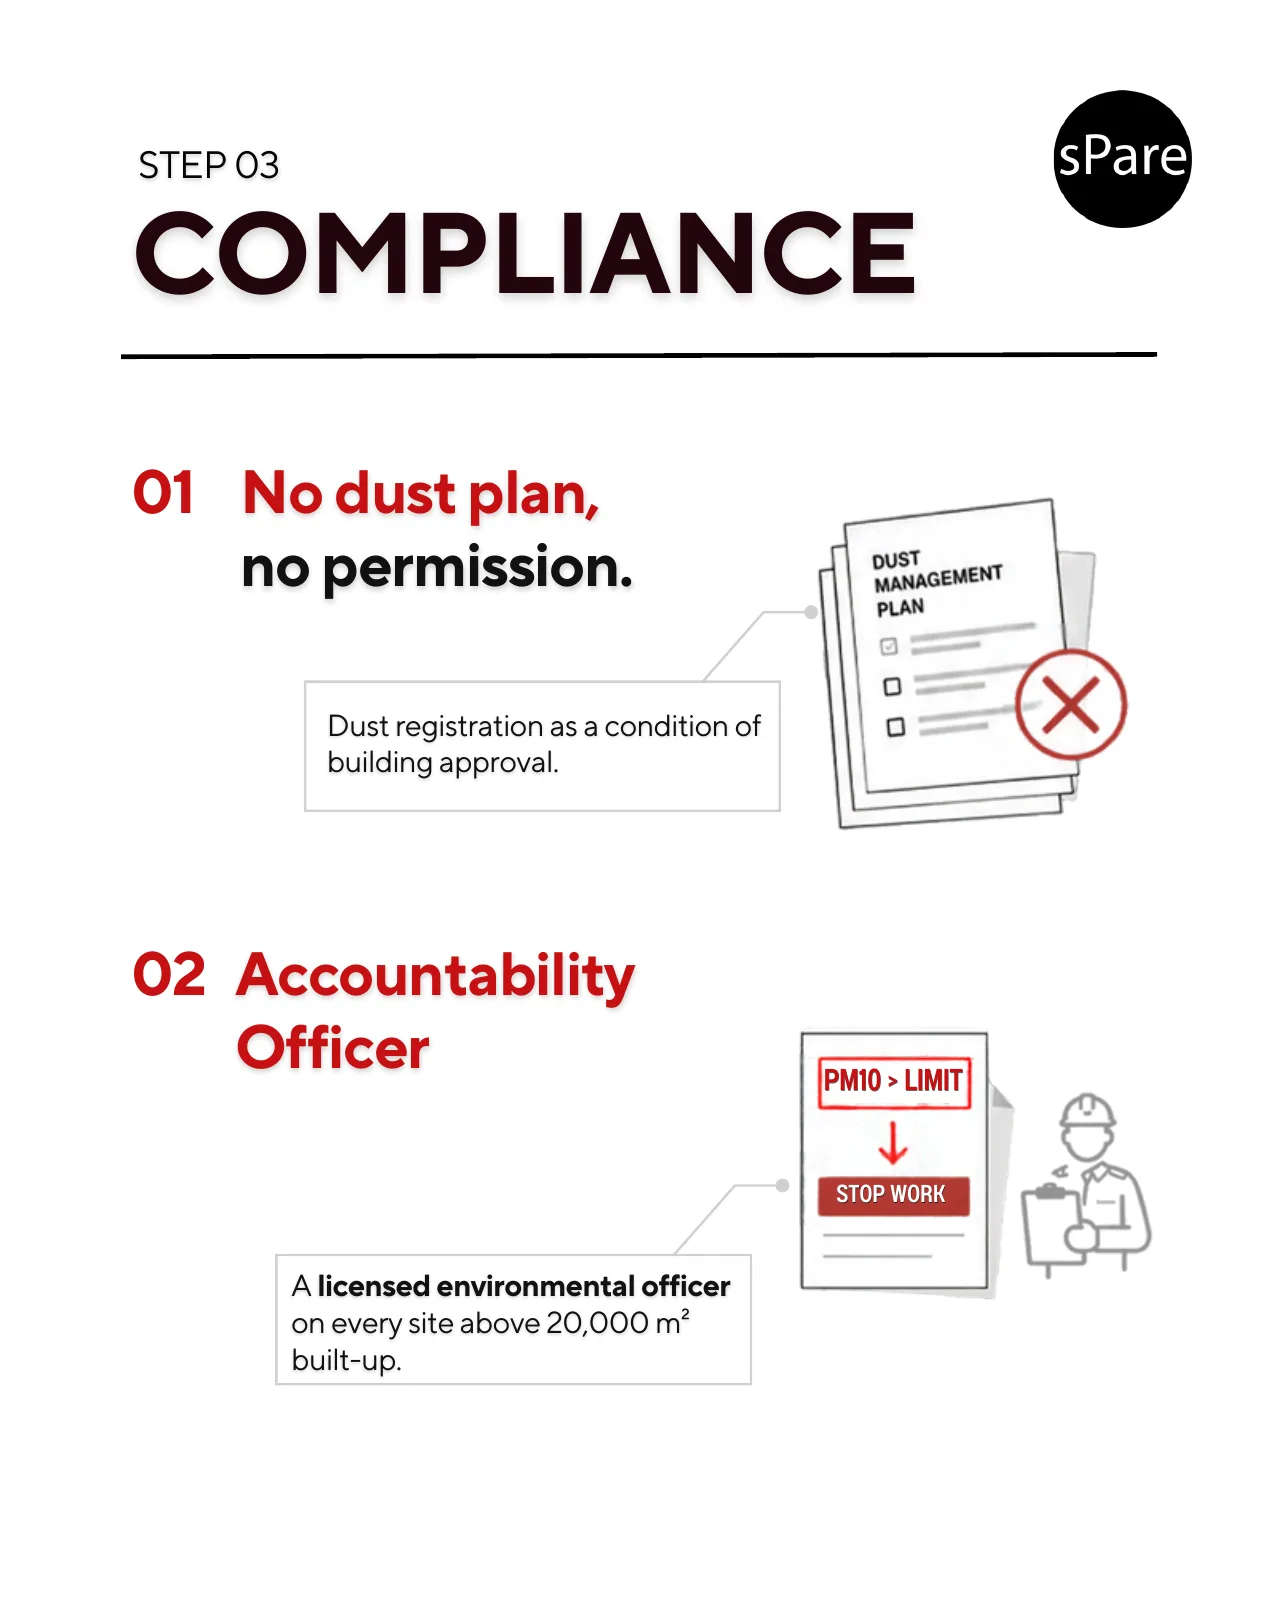 STEP 03
sPare
COMPLIANCE
01 No dust plan,
no permission.
DUST
MANAGEMENT
PLAN
Dust registration as a condition of
building approval.
02 Accountability
Officer
PM10 > LIMIT
STOP WORK
A licensed environmental officer
on every site above 20,000 m²
built-up.